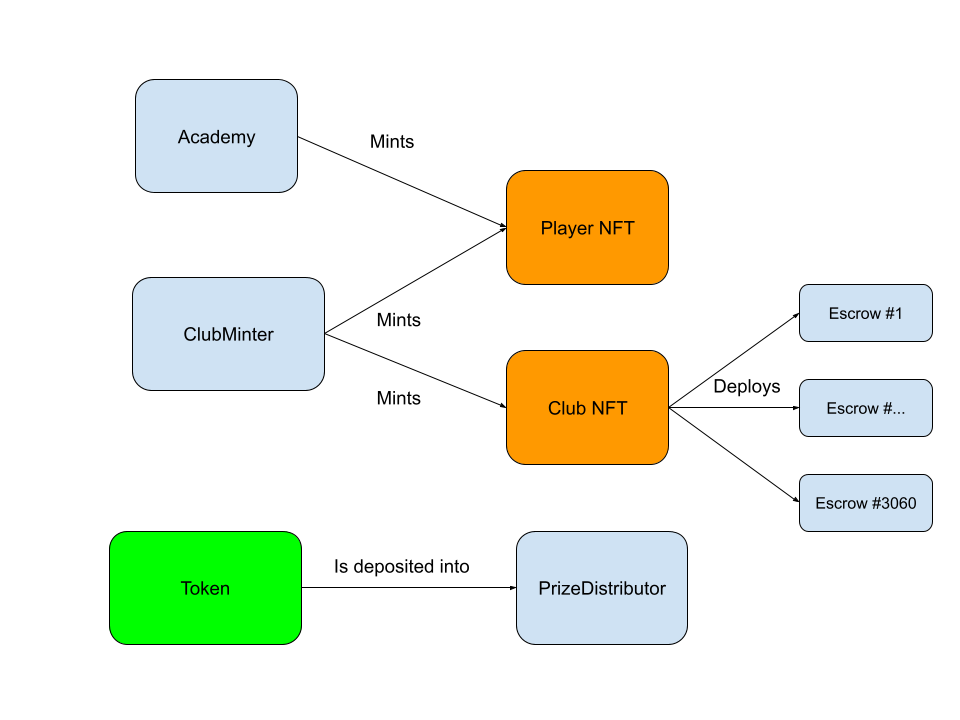 Academy
Mints
Player NFT
ClubMinter
Mints
Mints
Club NFT
Escrow #1
Deploys
Escrow #...
Escrow #3060
Token
Is deposited into
PrizeDistributor